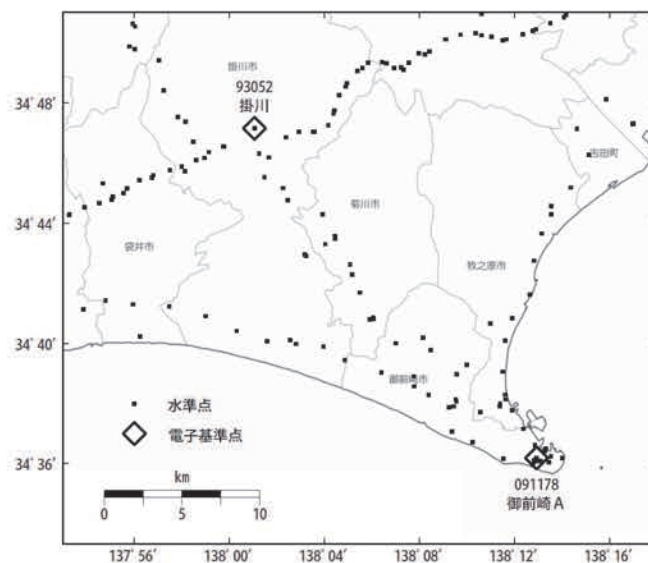 34˚48'
34˚44'
34˚40'
34˚36'
掛川市
93052
掛川
吉田町
菊川市
袋井市
牧之原市
御前崎市
水準点
電子基準点
km
0 5 10
091178
御前崎A
137˚56' 138˚00' 138˚04' 138˚08' 138˚12' 138˚16'